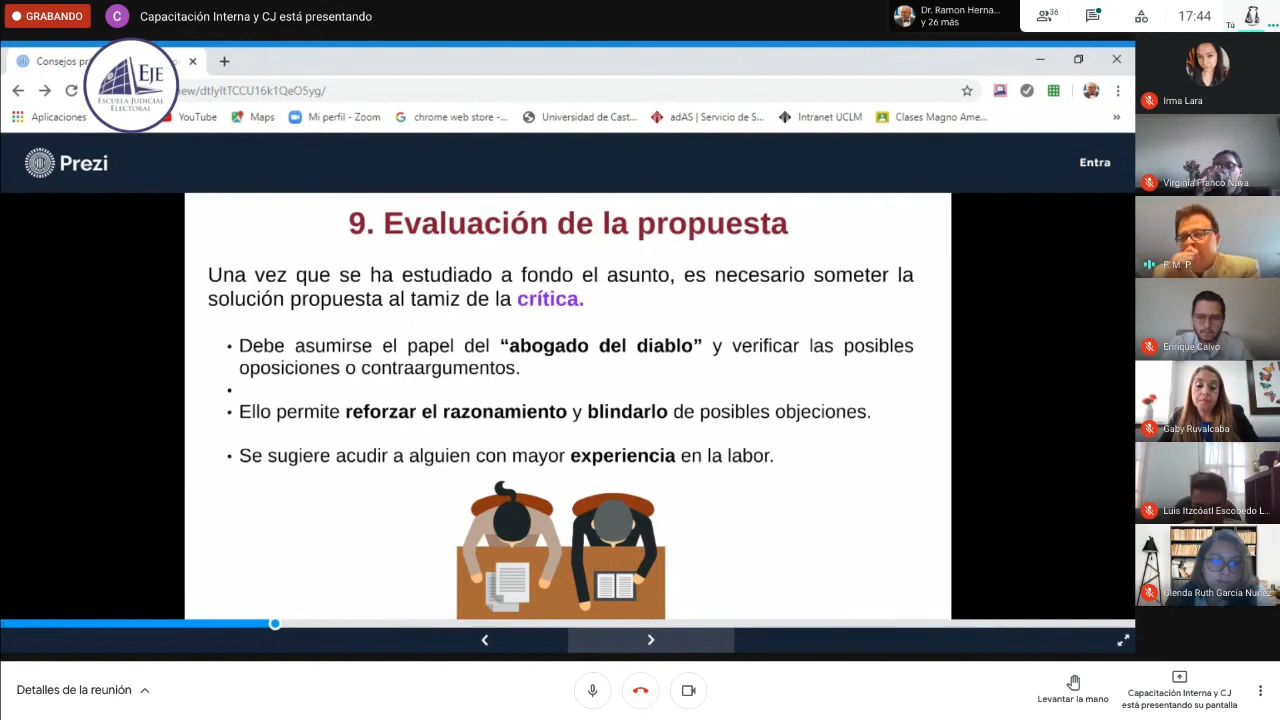 GRABANDO
C
Capacitación Interna y CJ está presentando
Dr. Ramon Herna...
y 26 más
36
17:44
Tú
Consejos pr
EJE
ESCUELA JUDICIAL
ELECTORAL
ew/dtlyltTCCU16k1QeO5yg/
Aplicaciones
YouTube
Maps
Mi perfil - Zoom
chrome web store -...
Universidad de Cast...
adAS | Servicio de S...
Intranet UCLM
Clases Magno Ame...
»
Prezi
Entra
9. Evaluación de la propuesta
Una vez que se ha estudiado a fondo el asunto, es necesario someter la
solución propuesta al tamiz de la crítica.
• Debe asumirse el papel del “abogado del diablo” y verificar las posibles
oposiciones o contraargumentos.
•
• Ello permite reforzar el razonamiento y blindarlo de posibles objeciones.
• Se sugiere acudir a alguien con mayor experiencia en la labor.
Irma Lara
Virginia Franco Nava
F. M. P.
Enrique Calvo
Gaby Ruvalcaba
Luis Itzcóatl Escobedo L...
Glenda Ruth García Nuñez
Detalles de la reunión
Levantar la mano
Capacitación Interna y CJ
está presentando su pantalla